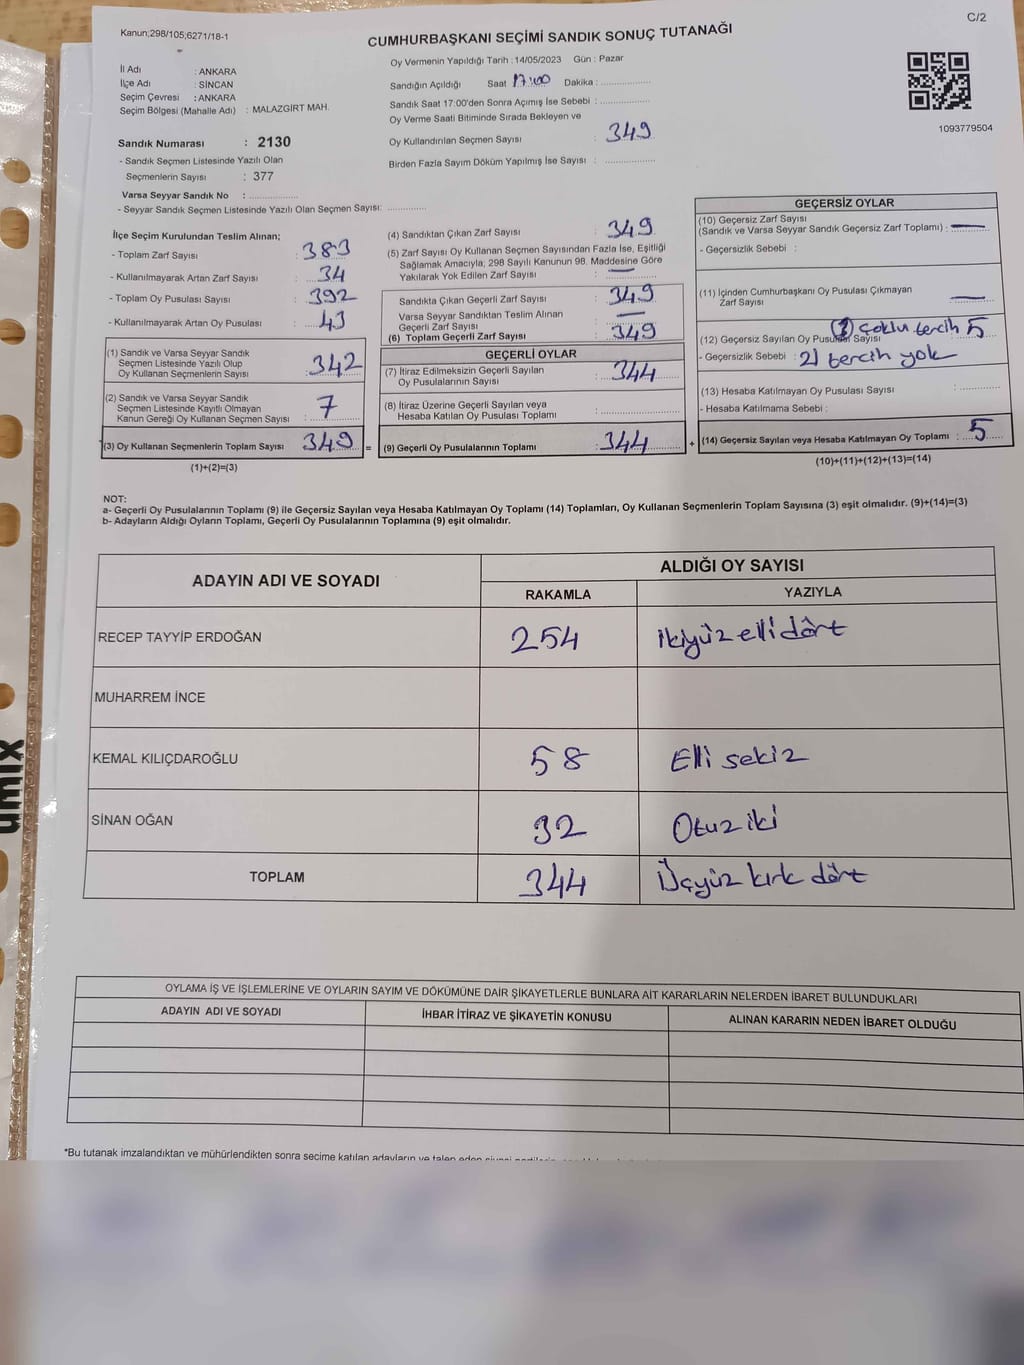 C/2
Kanun;298/105;6271/18-1
CUMHURBAŞKANI SEÇİMİ SANDIK SONUÇ TUTANAĞI
İl Adı : ANKARA
İlçe Adı : SİNCAN
Seçim Çevresi : ANKARA
Seçim Bölgesi (Mahalle Adı) : MALAZGİRT MAH.
Sandık Numarası : 2130
- Sandık Seçmen Listesinde Yazılı Olan
Seçmenlerin Sayısı : 377
Varsa Seyyar Sandık No : ..............
- Seyyar Sandık Seçmen Listesinde Yazılı Olan Seçmen Sayısı: ............
Oy Vermenin Yapıldığı Tarih : 14/05/2023 Gün : Pazar
Sandığın Açıldığı Saat 17:00 Dakika : ................
Sandık Saat 17:00'den Sonra Açımış İse Sebebi : ................
Oy Verme Saati Bitiminde Sırada Bekleyen ve
Oy Kullandırılan Seçmen Sayısı : 349
Birden Fazla Sayım Döküm Yapılmış İse Sayısı : ................
1093779504
İlçe Seçim Kurulundan Teslim Alınan;
- Toplam Zarf Sayısı : 383
- Kullanılmayarak Artan Zarf Sayısı : 34
- Toplam Oy Pusulası Sayısı : 392
- Kullanılmayarak Artan Oy Pusulası : 43
(1) Sandık ve Varsa Seyyar Sandık
Seçmen Listesinde Yazılı Olup
Oy Kullanan Seçmenlerin Sayısı : 342
(2) Sandık ve Varsa Seyyar Sandık
Seçmen Listesinde Kayıtlı Olmayan
Kanun Gereği Oy Kullanan Seçmen Sayısı : 7
(3) Oy Kullanan Seçmenlerin Toplam Sayısı : 349 =
(1)+(2)=(3)
(4) Sandıktan Çıkan Zarf Sayısı : 349
(5) Zarf Sayısı Oy Kullanan Seçmen Sayısından Fazla İse, Eşitliği
Sağlamak Amacıyla; 298 Sayılı Kanunun 98. Maddesine Göre
Yakılarak Yok Edilen Zarf Sayısı : —
Sandıkta Çıkan Geçerli Zarf Sayısı : 349
Varsa Seyyar Sandıktan Teslim Alınan
Geçerli Zarf Sayısı : —
(6) Toplam Geçerli Zarf Sayısı : 349
GEÇERLİ OYLAR
(7) İtiraz Edilmeksizin Geçerli Sayılan
Oy Pusulalarının Sayısı : 344
(8) İtiraz Üzerine Geçerli Sayılan veya
Hesaba Katılan Oy Pusulası Toplamı : ................
(9) Geçerli Oy Pusulalarının Toplamı : 344 +
GEÇERSİZ OYLAR
(10) Geçersiz Zarf Sayısı
(Sandık ve Varsa Seyyar Sandık Geçersiz Zarf Toplamı) : —
- Geçersizlik Sebebi :
(11) İçinden Cumhurbaşkanı Oy Pusulası Çıkmayan
Zarf Sayısı —
çoklu tercih 5
(12) Geçersiz Sayılan Oy Pusulası Sayısı
- Geçersizlik Sebebi : 2) tercih yok
(13) Hesaba Katılmayan Oy Pusulası Sayısı : ............
- Hesaba Katılmama Sebebi :
(14) Geçersiz Sayılan veya Hesaba Katılmayan Oy Toplamı : 5
(10)+(11)+(12)+(13)=(14)
NOT:
a- Geçerli Oy Pusulalarının Toplamı (9) ile Geçersiz Sayılan veya Hesaba Katılmayan Oy Toplamı (14) Toplamları, Oy Kullanan Seçmenlerin Toplam Sayısına (3) eşit olmalıdır. (9)+(14)=(3)
b- Adayların Aldığı Oyların Toplamı, Geçerli Oy Pusulalarının Toplamına (9) eşit olmalıdır.
ADAYIN ADI VE SOYADI ALDIĞI OY SAYISI
RAKAMLA YAZIYLA
RECEP TAYYİP ERDOĞAN 254 ikiyüz elli dört
MUHARREM İNCE
KEMAL KILIÇDAROĞLU 58 Elli sekiz
SİNAN OĞAN 32 Otuz iki
TOPLAM 344 Üçyüz kırk dört
OYLAMA İŞ VE İŞLEMLERİNE VE OYLARIN SAYIM VE DÖKÜMÜNE DAİR ŞİKAYETLERLE BUNLARA AİT KARARLARIN NELERDEN İBARET BULUNDUKLARI
ADAYIN ADI VE SOYADI İHBAR İTİRAZ VE ŞİKAYETİN KONUSU ALINAN KARARIN NEDEN İBARET OLDUĞU
*Bu tutanak imzalandıktan ve mühürlendikten sonra seçime katılan adayların ve talep eden
umix